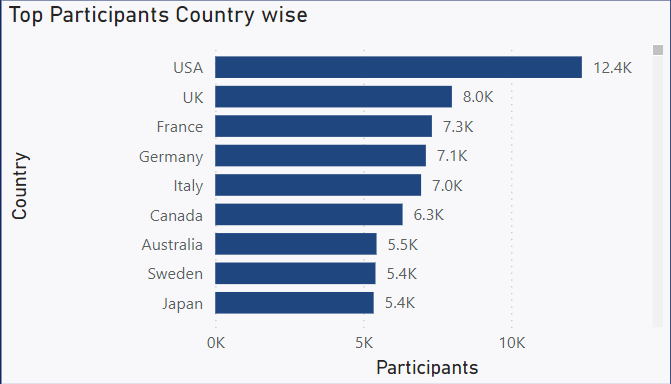 Top Participants Country wise
Country
USA 12.4K
UK 8.0K
France 7.3K
Germany 7.1K
Italy 7.0K
Canada 6.3K
Australia 5.5K
Sweden 5.4K
Japan 5.4K
0K 5K 10K
Participants